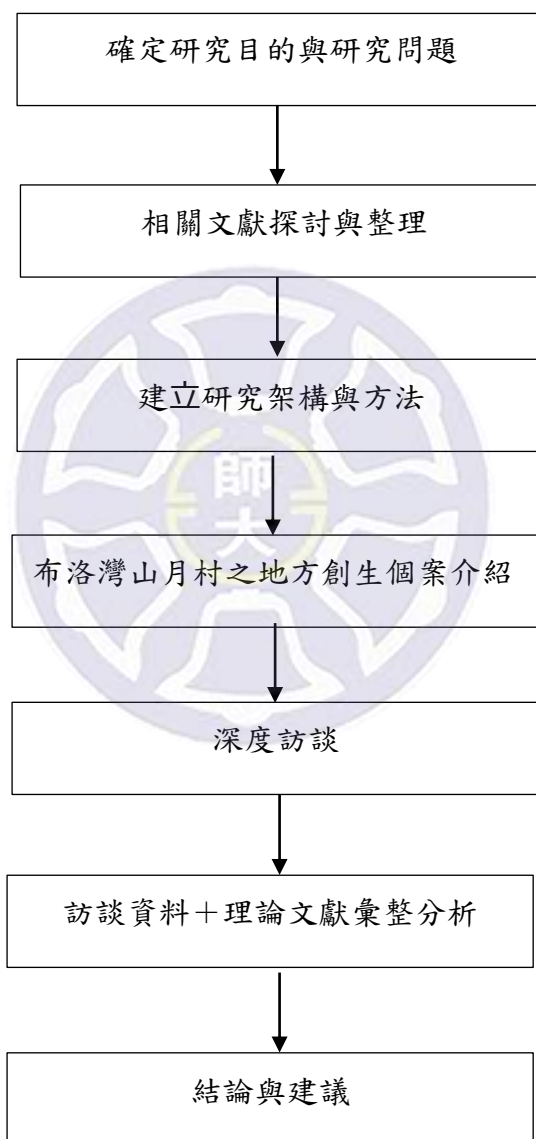 確定研究目的與研究問題
相關文獻探討與整理
建立研究架構與方法
師
大
布洛灣山月村之地方創生個案介紹
深度訪談
訪談資料＋理論文獻彙整分析
結論與建議